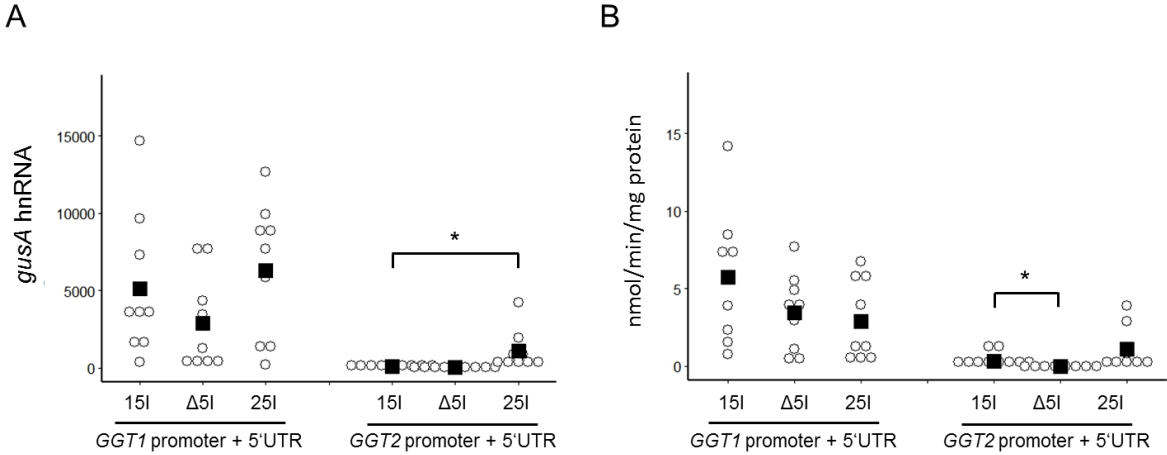 A
gusA hnRNA
15000
10000
5000
0
*
15I Δ5I 25I 15I Δ5I 25I
GGT1 promoter + 5'UTR GGT2 promoter + 5'UTR
B
nmol/min/mg protein
15
10
5
0
*
15I Δ5I 25I 15I Δ5I 25I
GGT1 promoter + 5'UTR GGT2 promoter + 5'UTR